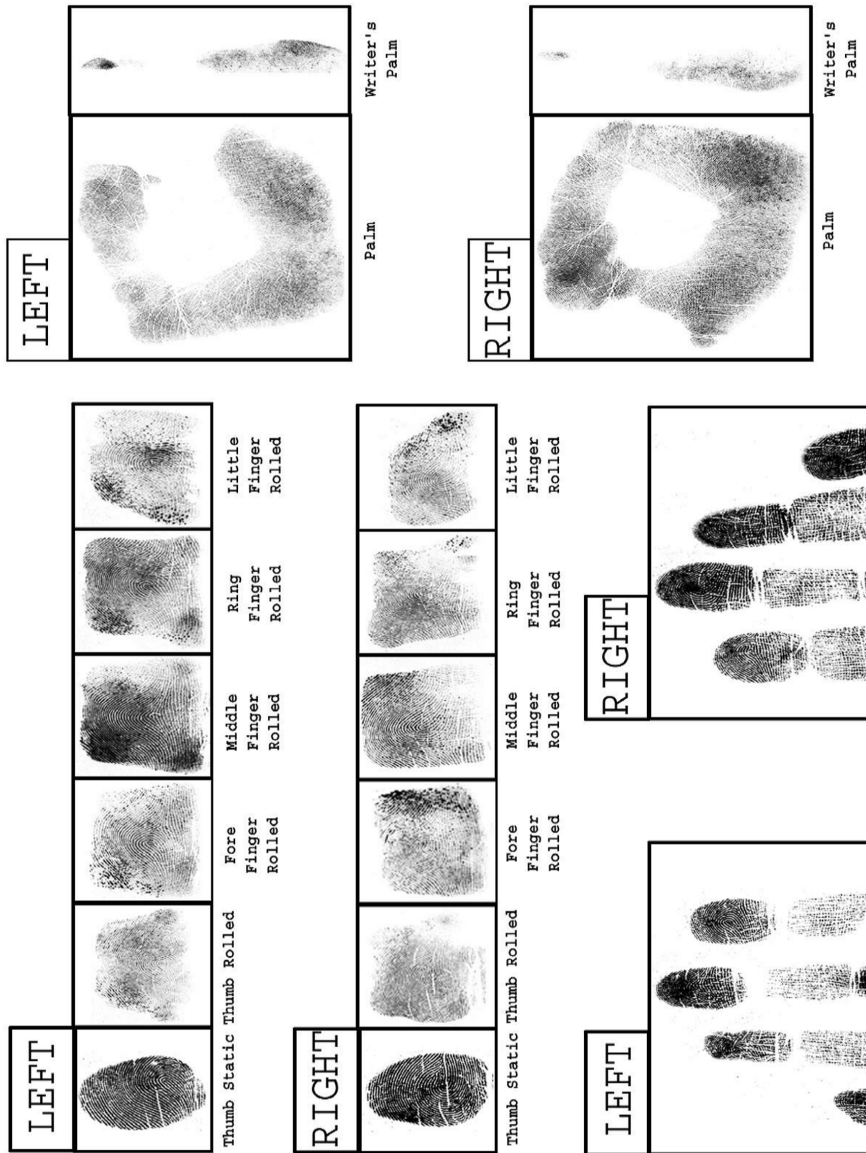 LEFT
Thumb Static
Thumb Rolled
Fore
Finger
Rolled
Middle
Finger
Rolled
Ring
Finger
Rolled
Little
Finger
Rolled
LEFT
Palm
Writer's
Palm
RIGHT
Thumb Static
Thumb Rolled
Fore
Finger
Rolled
Middle
Finger
Rolled
Ring
Finger
Rolled
Little
Finger
Rolled
RIGHT
Palm
Writer's
Palm
LEFT
RIGHT